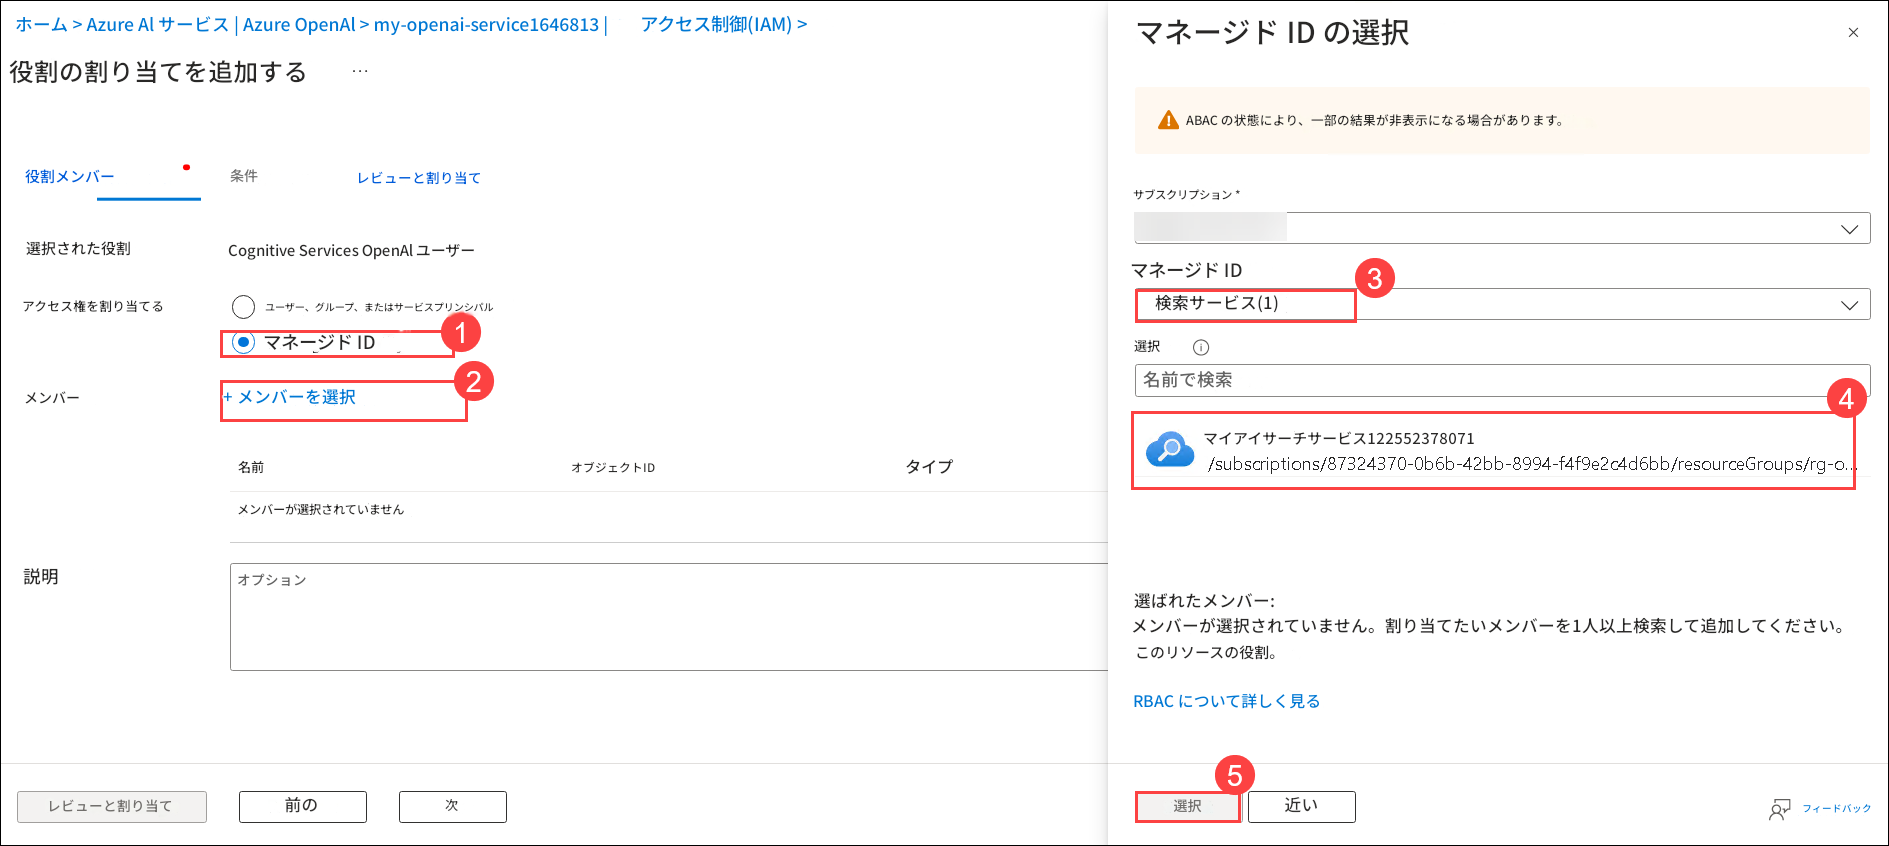 ホーム > Azure Al サービス | Azure OpenAl > my-openai-service1646813 | アクセス制御(IAM) >
役割の割り当てを追加する ...
役割メンバー 条件 レビューと割り当て
選択された役割 Cognitive Services OpenAl ユーザー
アクセス権を割り当てる ユーザー、グループ、またはサービスプリンシパル
マネージド ID 1
メンバー + メンバーを選択 2
名前 オブジェクトID タイプ
メンバーが選択されていません
説明 オプション
レビューと割り当て 前の 次
マネージド ID の選択
ABAC の状態により、一部の結果が非表示になる場合があります。
サブスクリプション *
マネージド ID 3
検索サービス(1)
選択
名前で検索
4
マイアイサーチサービス122552378071
/subscriptions/87324370-0b6b-42bb-8994-f4f9e2c4d6bb/resourceGroups/rg-o...
選ばれたメンバー:
メンバーが選択されていません。割り当てたいメンバーを1人以上検索して追加してください。
このリソースの役割。
RBAC について詳しく見る
5
選択 近い フィードバック